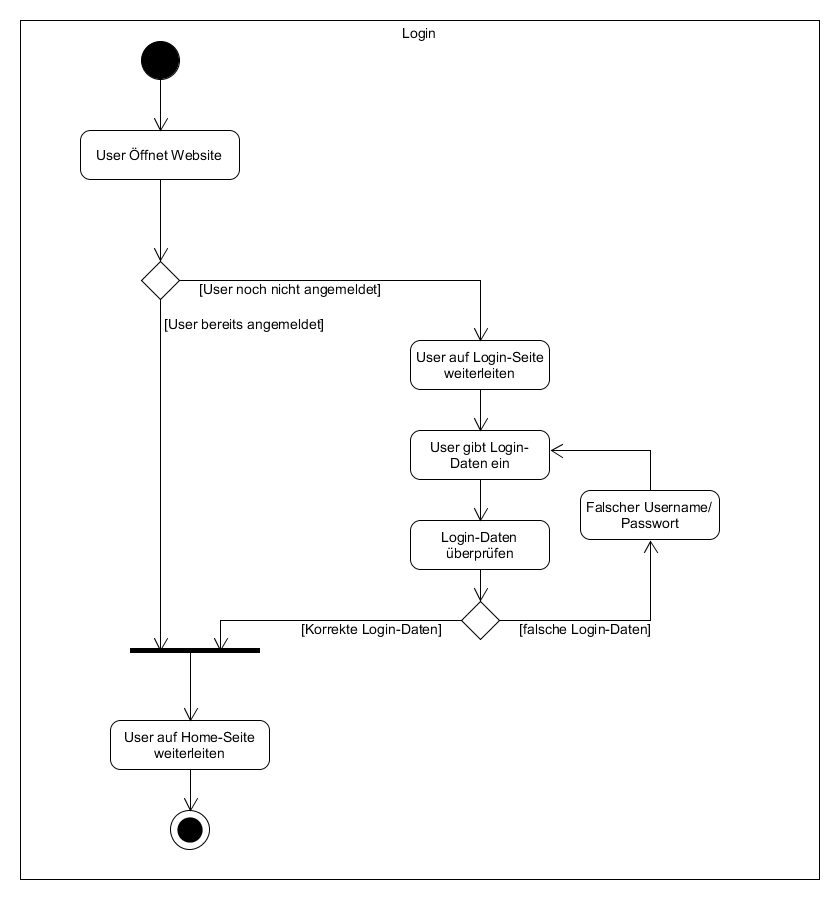 Login
User Öffnet Website
[User noch nicht angemeldet]
[User bereits angemeldet]
User auf Login-Seite
weiterleiten
User gibt Login-
Daten ein
Falscher Username/
Passwort
Login-Daten
überprüfen
[Korrekte Login-Daten]
[falsche Login-Daten]
User auf Home-Seite
weiterleiten